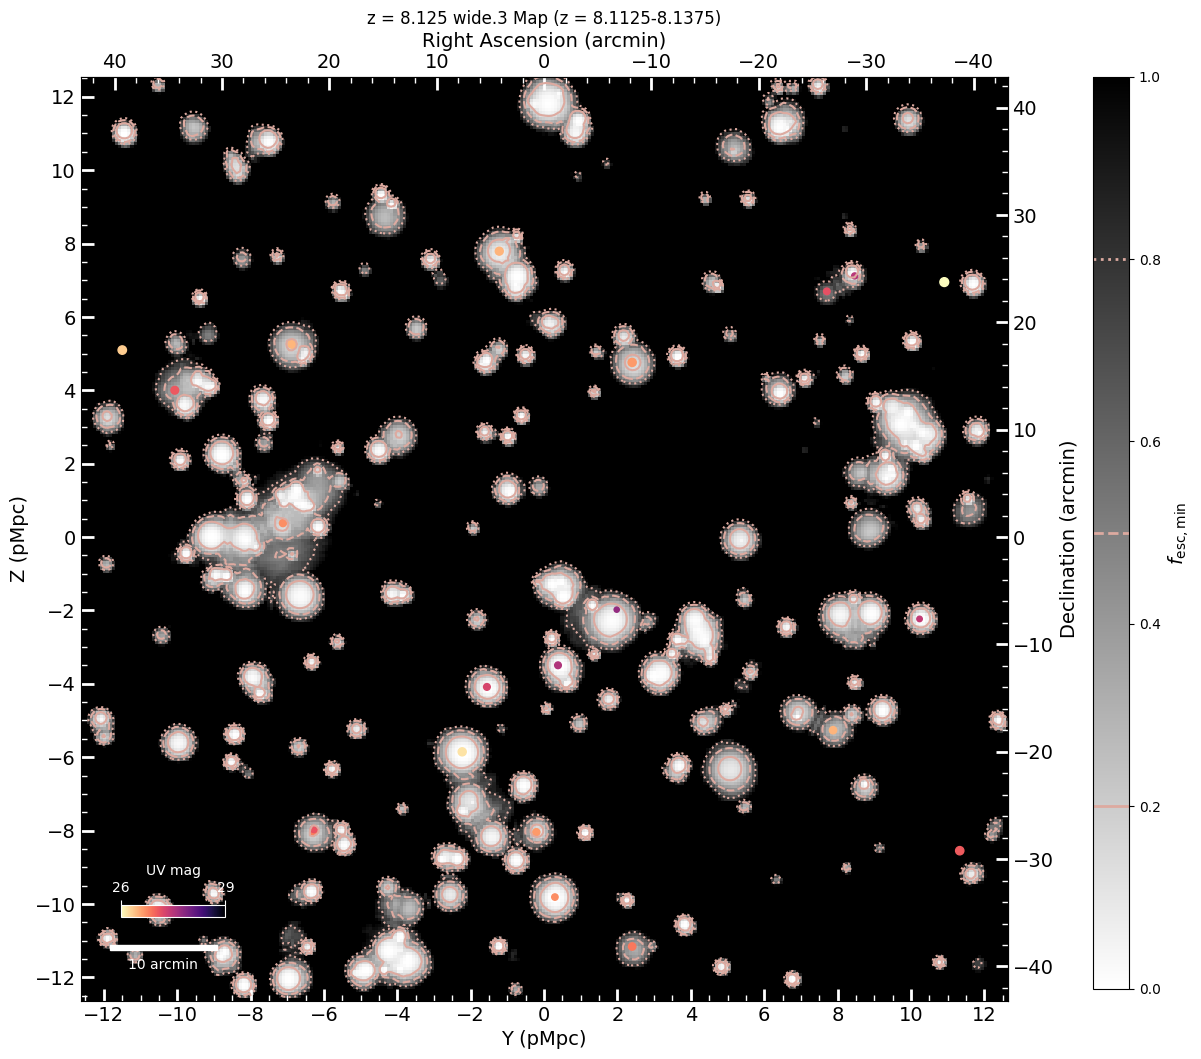 z = 8.125 wide.3 Map (z = 8.1125-8.1375)
Right Ascension (arcmin)
40 30 20 10 0 −10 −20 −30 −40
12 10 8 6 4 2 0 −2 −4 −6 −8 −10 −12
Z (pMpc)
40 30 20 10 0 −10 −20 −30 −40
Declination (arcmin)
1.0 0.8 0.6 0.4 0.2 0.0
fesc,min
UV mag
26 29
10 arcmin
−12 −10 −8 −6 −4 −2 0 2 4 6 8 10 12
Y (pMpc)